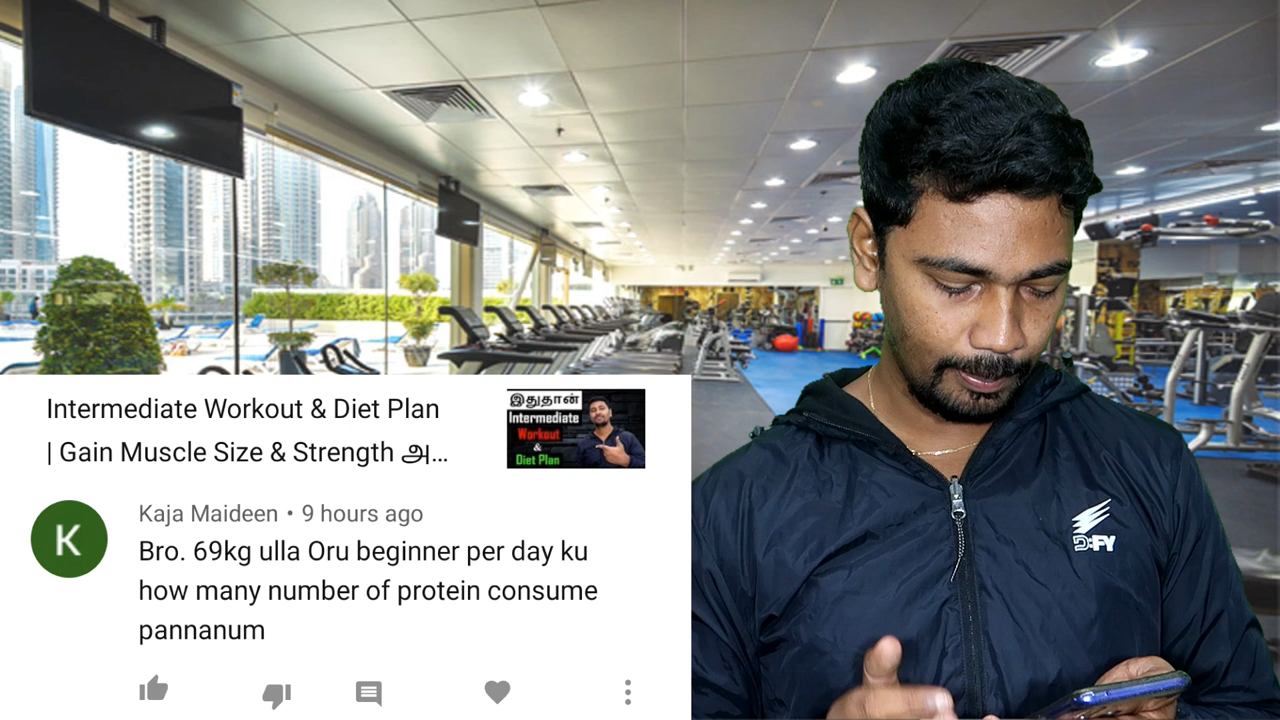 Intermediate Workout & Diet Plan
| Gain Muscle Size & Strength அ...
இதுதான்
Intermediate
Workout
&
Diet Plan
K
Kaja Maideen • 9 hours ago
Bro. 69kg ulla Oru beginner per day ku
how many number of protein consume
pannanum
D:FY